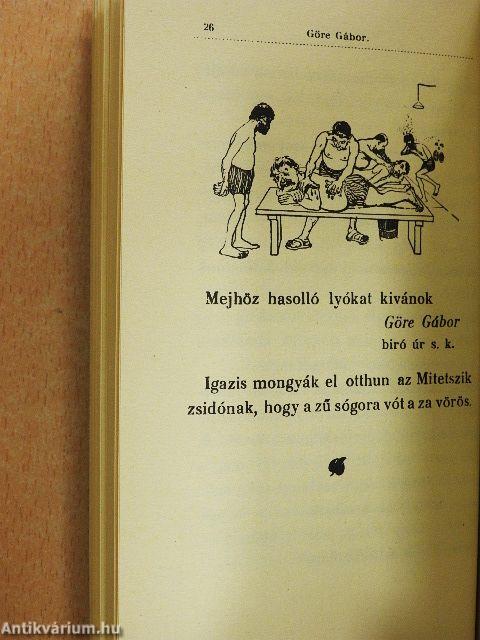 26
Göre Gábor.
Mejhöz hasolló lyókat kivánok
Göre Gábor
biró úr s. k.
Igazis mongyák el otthun az Mitetszik
zsidónak, hogy a zű sógora vót a za vörös.
Antikvárium.hu